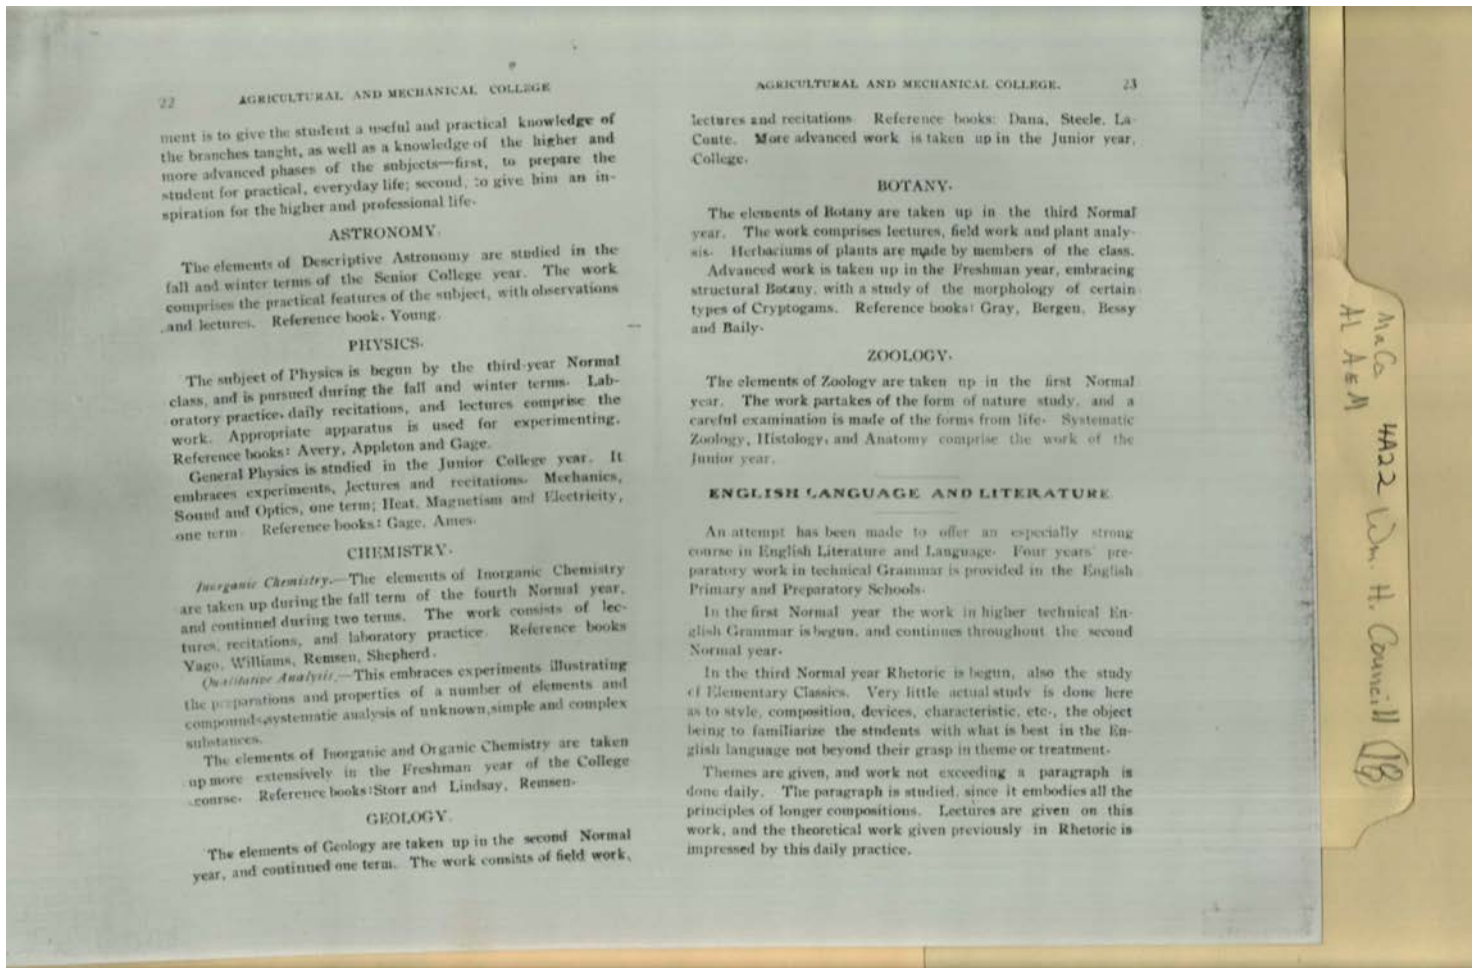 22 AGRICULTURAL AND MECHANICAL COLLEGE
ment is to give the student a useful and practical knowledge of
the branches tanght, as well as a knowledge of the higher and
more advanced phases of the subjects—first, to prepare the
student for practical, everyday life; second, to give him an in-
spiration for the higher and professional life.
ASTRONOMY.
The elements of Descriptive Astronomy are studied in the
fall and winter terms of the Senior College year. The work
comprises the practical features of the subject, with observations
and lectures. Reference book, Young.
PHYSICS.
The subject of Physics is begun by the third-year Normal
class, and is pursued during the fall and winter terms. Lab-
oratory practice, daily recitations, and lectures comprise the
work. Appropriate apparatus is used for experimenting.
Reference books: Avery, Appleton and Gage.
General Physics is studied in the Junior College year. It
embraces experiments, lectures and recitations. Mechanics,
Sound and Optics, one term; Heat, Magnetism and Electricity,
one term. Reference books: Gage, Ames.
CHEMISTRY.
Inorganic Chemistry.—The elements of Inorganic Chemistry
are taken up during the fall term of the fourth Normal year,
and continued during two terms. The work consists of lec-
tures, recitations, and laboratory practice. Reference books
Vago, Williams, Remsen, Shepherd.
Qualitative Analysis.—This embraces experiments illustrating
the preparations and properties of a number of elements and
compounds, systematic analysis of unknown, simple and complex
substances.
The elements of Inorganic and Organic Chemistry are taken
up more extensively in the Freshman year of the College
course. Reference books: Storr and Lindsay, Remsen.
GEOLOGY.
The elements of Geology are taken up in the second Normal
year, and continued one term. The work consists of field work,
AGRICULTURAL AND MECHANICAL COLLEGE. 23
lectures and recitations. Reference books: Dana, Steele, La-
Conte. More advanced work is taken up in the Junior year,
College.
BOTANY.
The elements of Botany are taken up in the third Normal
year. The work comprises lectures, field work and plant analy-
sis. Herbaciums of plants are made by members of the class.
Advanced work is taken up in the Freshman year, embracing
structural Botany, with a study of the morphology of certain
types of Cryptogams. Reference books: Gray, Bergen, Bessy
and Baily.
ZOOLOGY.
The elements of Zoology are taken up in the first Normal
year. The work partakes of the form of nature study, and a
careful examination is made of the forms from life. Systematic
Zoology, Histology, and Anatomy comprise the work of the
Junior year.
ENGLISH LANGUAGE AND LITERATURE
An attempt has been made to offer an especially strong
course in English Literature and Language. Four years' pre-
paratory work in technical Grammar is provided in the English
Primary and Preparatory Schools.
In the first Normal year the work in higher technical En-
glish Grammar is begun, and continues throughout the second
Normal year.
In the third Normal year Rhetoric is begun, also the study
of Elementary Classics. Very little actual study is done here
as to style, composition, devices, characteristic, etc., the object
being to familiarize the students with what is best in the En-
glish language not beyond their grasp in theme or treatment.
Themes are given, and work not exceeding a paragraph is
done daily. The paragraph is studied, since it embodies all the
principles of longer compositions. Lectures are given on this
work, and the theoretical work given previously in Rhetoric is
impressed by this daily practice.
MaCo 4A22 Wm. H. Councill
Al A&M